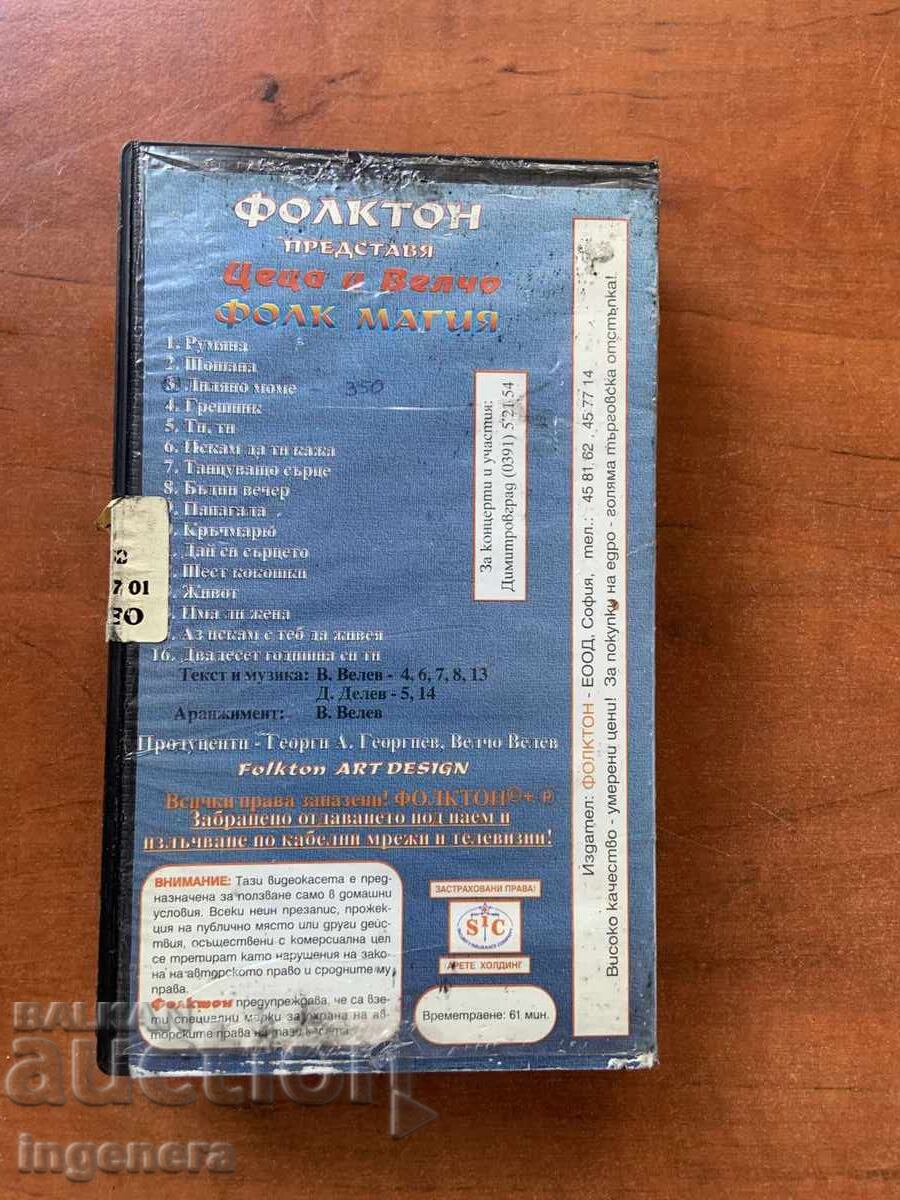 ФОЛКТОН
ПРЕДСТАВЯ
Цеца и Велчо
ФОЛК МАГИЯ
1. Румяна
2. Шошана
3. Лиляно моме 350
4. Грешник
5. Ти, ти
6. Искам да ти кажа
7. Танцуващо сърце
8. Бъдни вечер
9. Папагала
Кръчмарю
Дай си сърцето
Шест кокошки
Живот
Има ли жена
Аз искам с теб да живея
16. Двадесет годишна си ти
Текст и музика: В. Велев - 4, 6, 7, 8, 13
Д. Делев - 5, 14
Аранжимент: В. Велев
Продуценти - Георги А. Георгиев, Велчо Велев
Folkton ART DESIGN
Всички права запазени! ФОЛКТОН©+℗
Забранено отдаването под наем и
излъчване по кабелни мрежи и телевизии!
ВНИМАНИЕ: Тази видеокасета е пред-
назначена за ползване само в домашни
условия. Всеки неин презапис, прожек-
ция на публично място или други дейс-
твия, осъществени с комерсиална цел
се третират като нарушения на зако-
на на авторското право и сродните му
права.
Фолктон предупреждава, че са взе-
ти специални марки за охрана на ав-
торските права на тази касета.
ЗАСТРАХОВАНИ ПРАВА!
SIC
АРЕТЕ ХОЛДИНГ
Времетраене: 61 мин.
За концерти и участия:
Димитровград (0391) 5 21 54
Издател: ФОЛКТОН - ЕООД, София, тел.: 45 81 62, 45 77 14
Високо качество - умерени цени! За покупки на едро - голяма търговска отстъпка!
7 01
ЕО
BALKAN
auction
ingenera